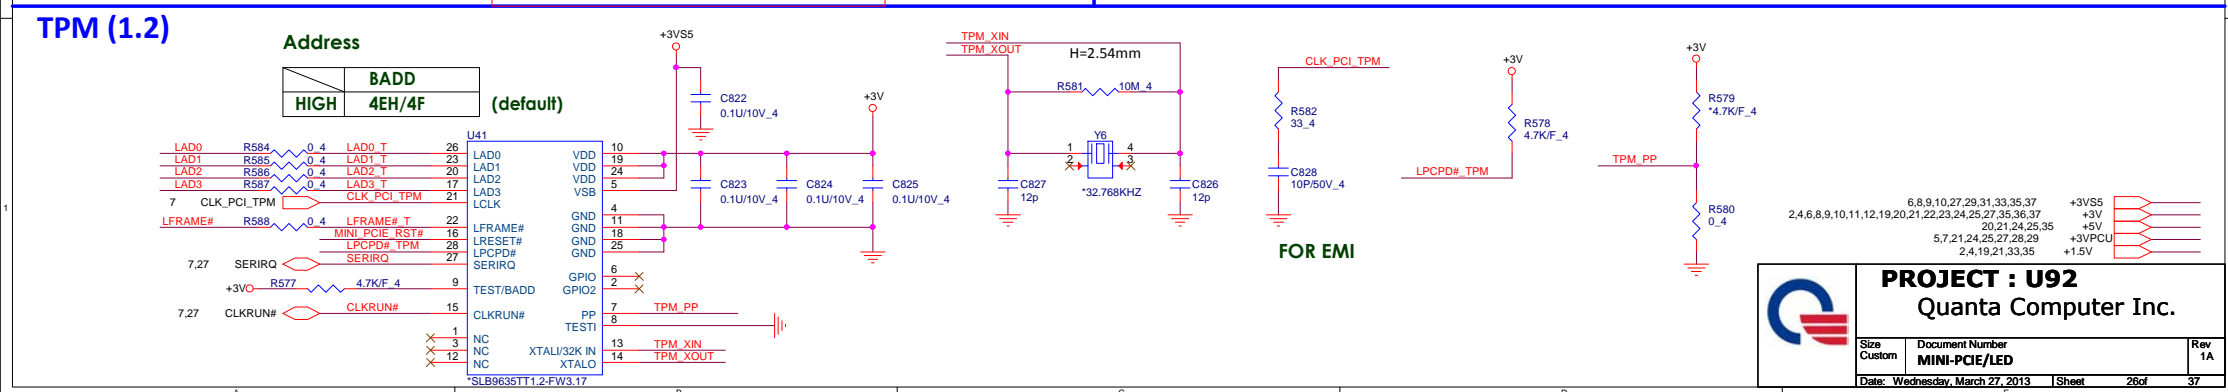 TPM (1.2)
Address
BADD
HIGH 4EH/4F (default)
+3VS5
C822
0.1U/10V_4
+3V
U41
LAD0 R584 0_4 LAD0_T 26 LAD0 VDD 10
LAD1 R585 0_4 LAD1_T 23 LAD1 VDD 19
LAD2 R586 0_4 LAD2_T 20 LAD2 VDD 24
LAD3 R587 0_4 LAD3_T 17 LAD3 VSB 5
7 CLK_PCI_TPM CLK_PCI_TPM 21 LCLK
GND 4
LFRAME# R588 0_4 LFRAME#_T 22 LFRAME# GND 11
MINI_PCIE_RST# 16 LRESET# GND 18
LPCPD#_TPM 28 LPCPD# GND 25
7,27 SERIRQ SERIRQ 27 SERIRQ
GPIO 6
+3V R577 4.7K/F_4 9 TEST/BADD GPIO2 2
7,27 CLKRUN# CLKRUN# 15 CLKRUN# PP 7 TPM_PP
TESTI 8
1 NC
3 NC XTALI/32K IN 13 TPM_XIN
12 NC XTALO 14 TPM_XOUT
*SLB9635TT1.2-FW3.17
C823
0.1U/10V_4
C824
0.1U/10V_4
C825
0.1U/10V_4
TPM_XIN
TPM_XOUT
H=2.54mm
R581 10M_4
Y6
1 4
2 3
*32.768KHZ
C827
12p
C826
12p
CLK_PCI_TPM
R582
33_4
C828
10P/50V_4
FOR EMI
+3V
R578
4.7K/F_4
LPCPD#_TPM
+3V
R579
*4.7K/F_4
TPM_PP
R580
0_4
6,8,9,10,27,29,31,33,35,37 +3VS5
2,4,6,8,9,10,11,12,19,20,21,22,23,24,25,27,35,36,37 +3V
20,21,24,25,35 +5V
5,7,21,24,25,27,28,29 +3VPCU
2,4,19,21,33,35 +1.5V
PROJECT : U92
Quanta Computer Inc.
Size Document Number Rev
Custom MINI-PCIE/LED 1A
Date: Wednesday, March 27, 2013 Sheet 26of 37
1